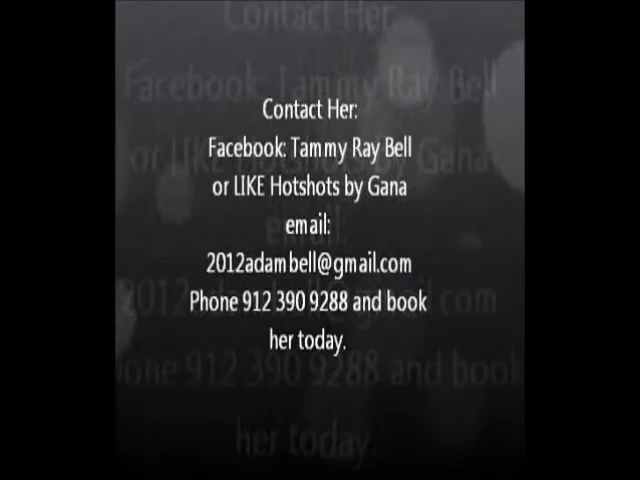 Contact Her:
Facebook: Tammy Ray Bell
or LIKE Hotshots by Gana
email:
2012adambell@gmail.com
Phone 912 390 9288 and book
her today.